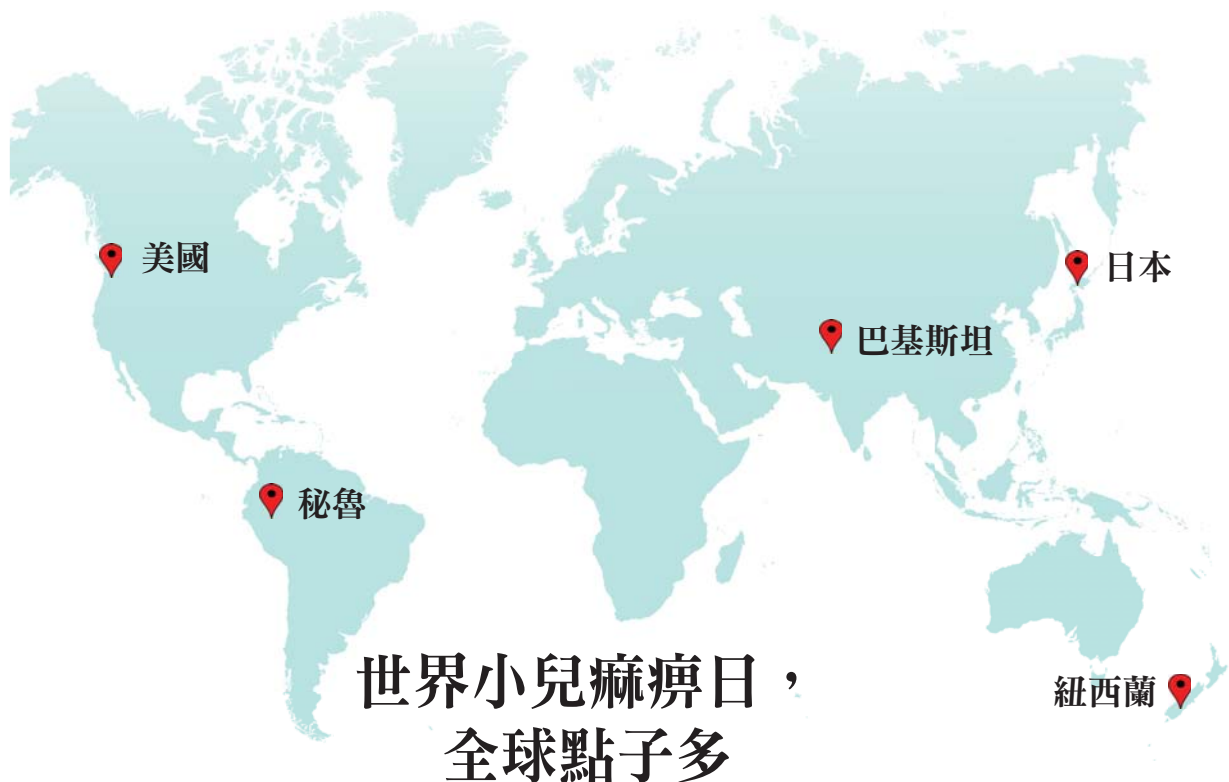 美國
日本
巴基斯坦
秘魯
紐西蘭
世界小兒痲痹日，
全球點子多